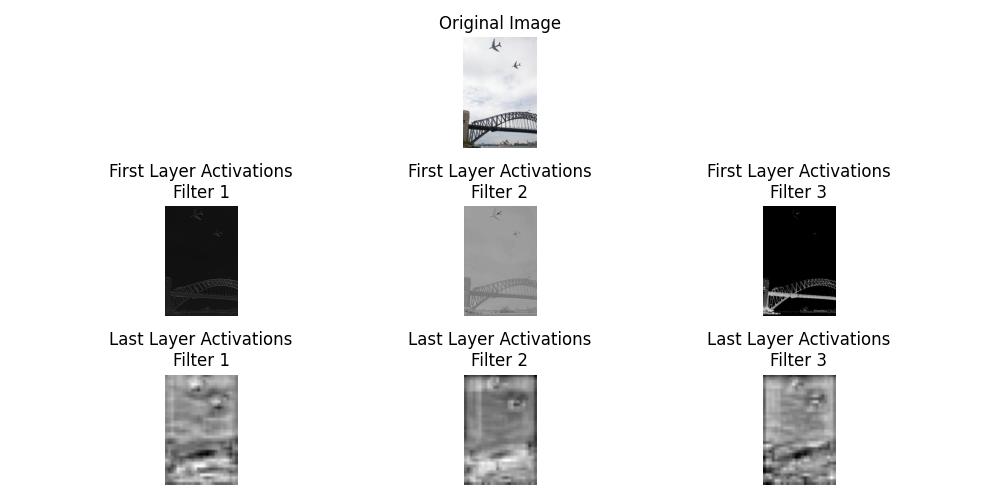 Original Image
First Layer Activations
Filter 1
First Layer Activations
Filter 2
First Layer Activations
Filter 3
Last Layer Activations
Filter 1
Last Layer Activations
Filter 2
Last Layer Activations
Filter 3